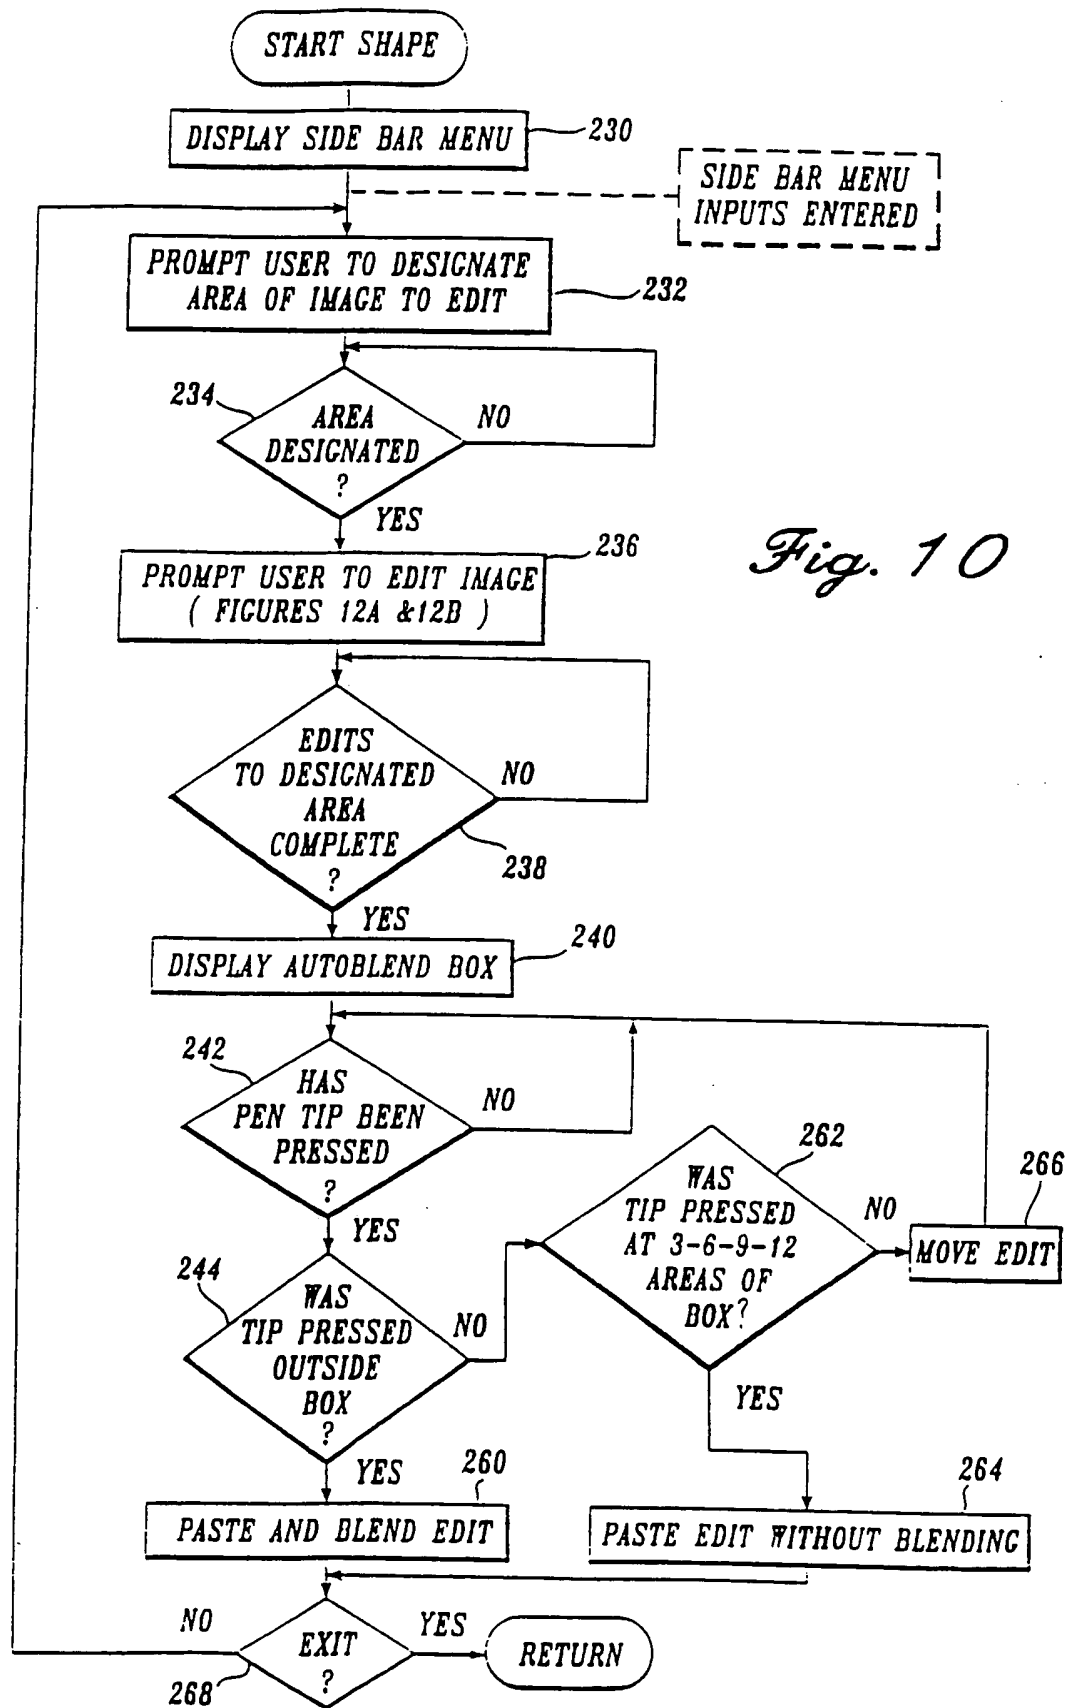 START SHAPE
DISPLAY SIDE BAR MENU
230
SIDE BAR MENU
INPUTS ENTERED
PROMPT USER TO DESIGNATE
AREA OF IMAGE TO EDIT
232
234
AREA
DESIGNATED
?
NO
YES
236
PROMPT USER TO EDIT IMAGE
( FIGURES 12A &12B )
Fig. 10
EDITS
TO DESIGNATED
AREA
COMPLETE
?
NO
238
YES
240
DISPLAY AUTOBLEND BOX
242
HAS
PEN TIP BEEN
PRESSED
?
NO
YES
262
WAS
TIP PRESSED
AT 3-6-9-12
AREAS OF
BOX?
NO
266
MOVE EDIT
244
WAS
TIP PRESSED
OUTSIDE
BOX
?
NO
YES
YES
260
PASTE AND BLEND EDIT
264
PASTE EDIT WITHOUT BLENDING
NO
EXIT
?
YES
RETURN
268